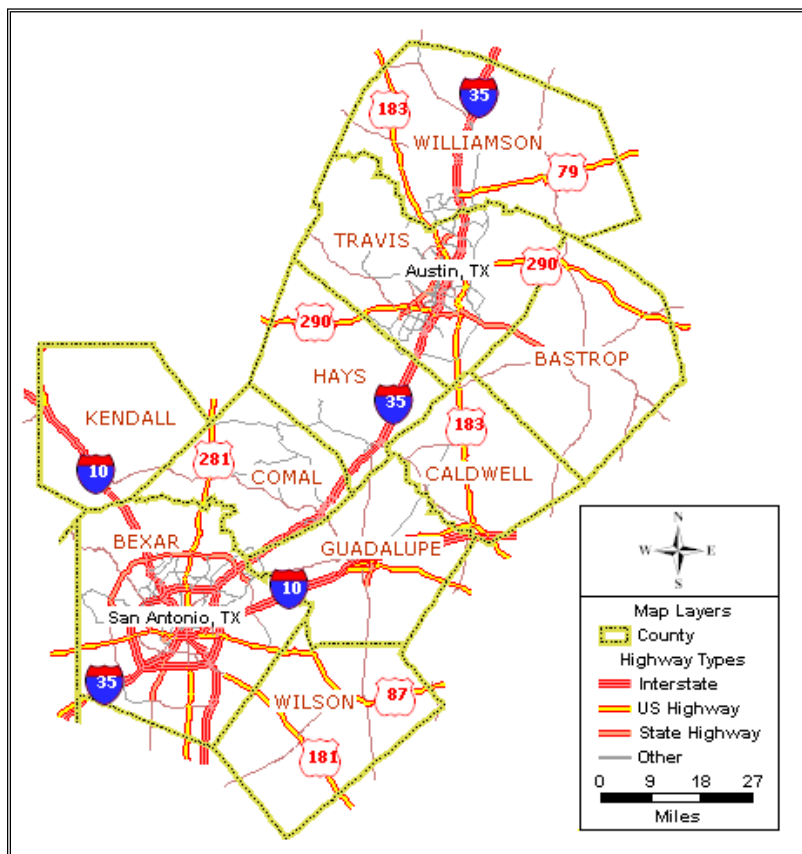 35
183
WILLIAMSON
79
TRAVIS
Austin, TX
290
290
BASTROP
HAYS
35
KENDALL
183
281
10
COMAL
CALDWELL
BEXAR
GUADALUPE
10
San Antonio, TX
35
WILSON
87
181
N
W E
S
Map Layers
County
Highway Types
Interstate
US Highway
State Highway
Other
0 9 18 27
Miles